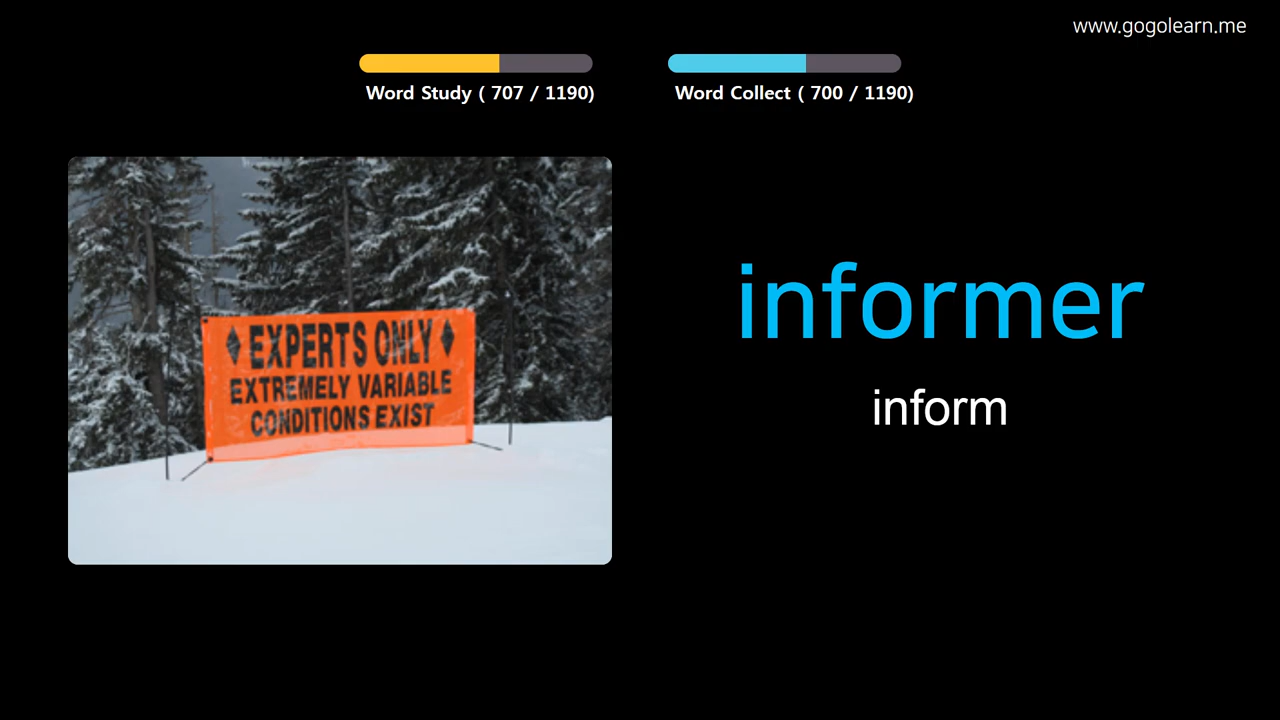 www.gogolearn.me
Word Study ( 707 / 1190)
Word Collect ( 700 / 1190)
EXPERTS ONLY
EXTREMELY VARIABLE
CONDITIONS EXIST
informer
inform